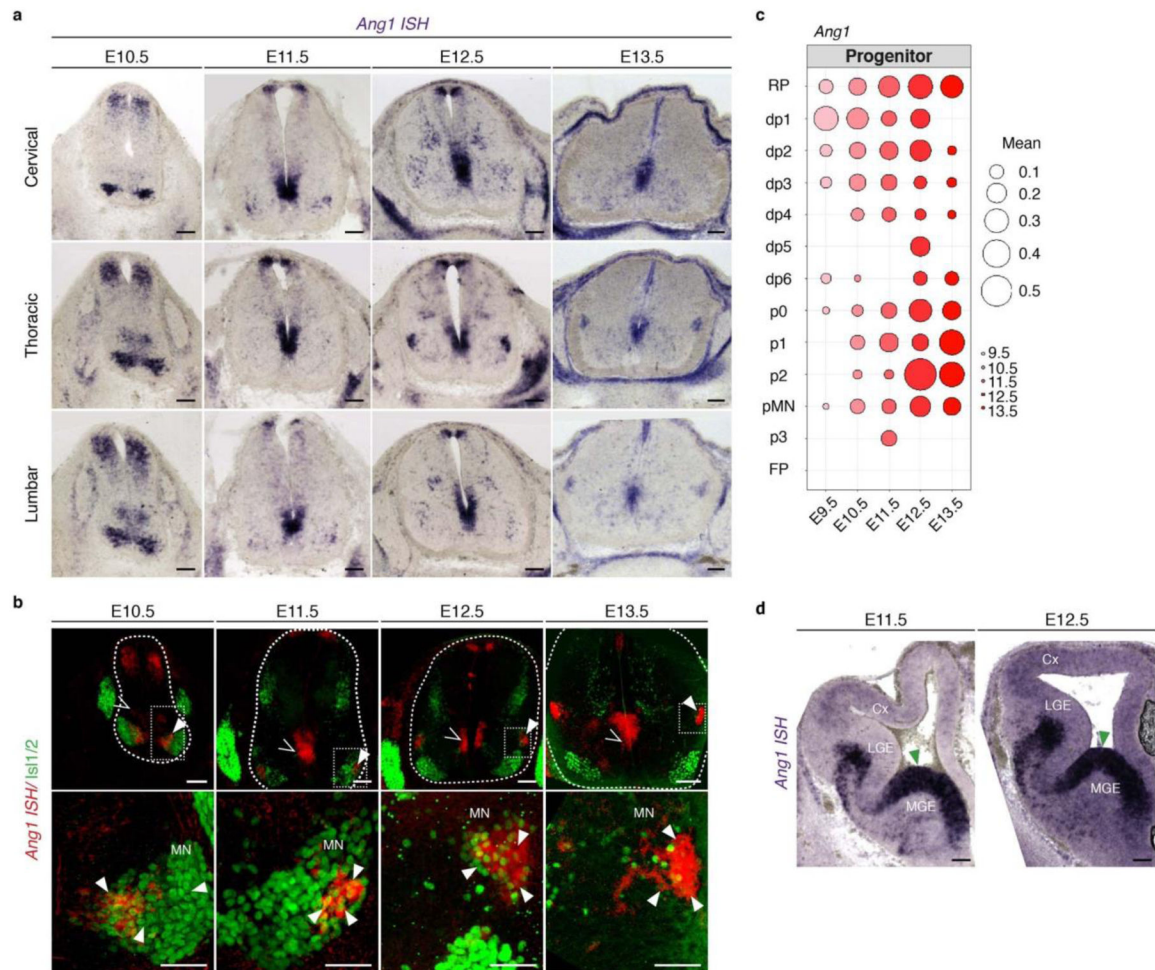 a
Ang1 ISH
E10.5 E11.5 E12.5 E13.5
Cervical
Thoracic
Lumbar
b
E10.5 E11.5 E12.5 E13.5
Ang1 ISH/ Isl1/2
MN MN MN MN
c
Ang1
Progenitor
RP
dp1
dp2
dp3
dp4
dp5
dp6
p0
p1
p2
pMN
p3
FP
E9.5 E10.5 E11.5 E12.5 E13.5
Mean
0.1
0.2
0.3
0.4
0.5
9.5
10.5
11.5
12.5
13.5
d
E11.5 E12.5
Ang1 ISH
Cx
LGE
MGE
Cx
LGE
MGE